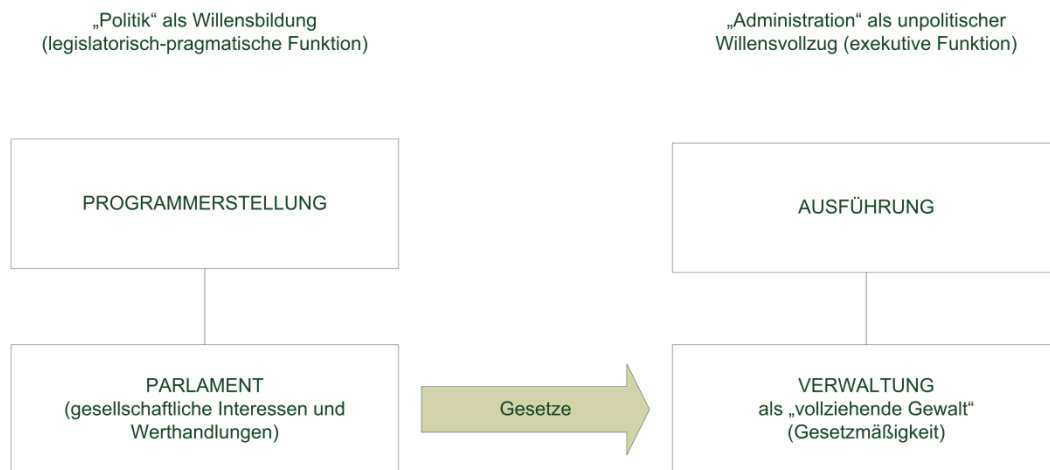 „Politik“ als Willensbildung
(legislatorisch-pragmatische Funktion)
„Administration“ als unpolitischer
Willensvollzug (exekutive Funktion)
PROGRAMMERSTELLUNG
AUSFÜHRUNG
PARLAMENT
(gesellschaftliche Interessen und
Werthandlungen)
Gesetze
VERWALTUNG
als „vollziehende Gewalt“
(Gesetzmäßigkeit)